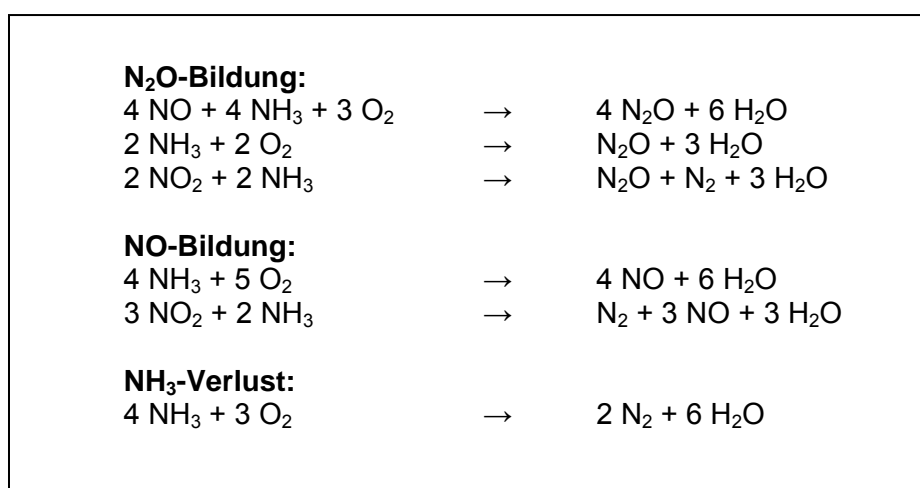 N₂O-Bildung:
4 NO + 4 NH₃ + 3 O₂ → 4 N₂O + 6 H₂O
2 NH₃ + 2 O₂ → N₂O + 3 H₂O
2 NO₂ + 2 NH₃ → N₂O + N₂ + 3 H₂O
NO-Bildung:
4 NH₃ + 5 O₂ → 4 NO + 6 H₂O
3 NO₂ + 2 NH₃ → N₂ + 3 NO + 3 H₂O
NH₃-Verlust:
4 NH₃ + 3 O₂ → 2 N₂ + 6 H₂O